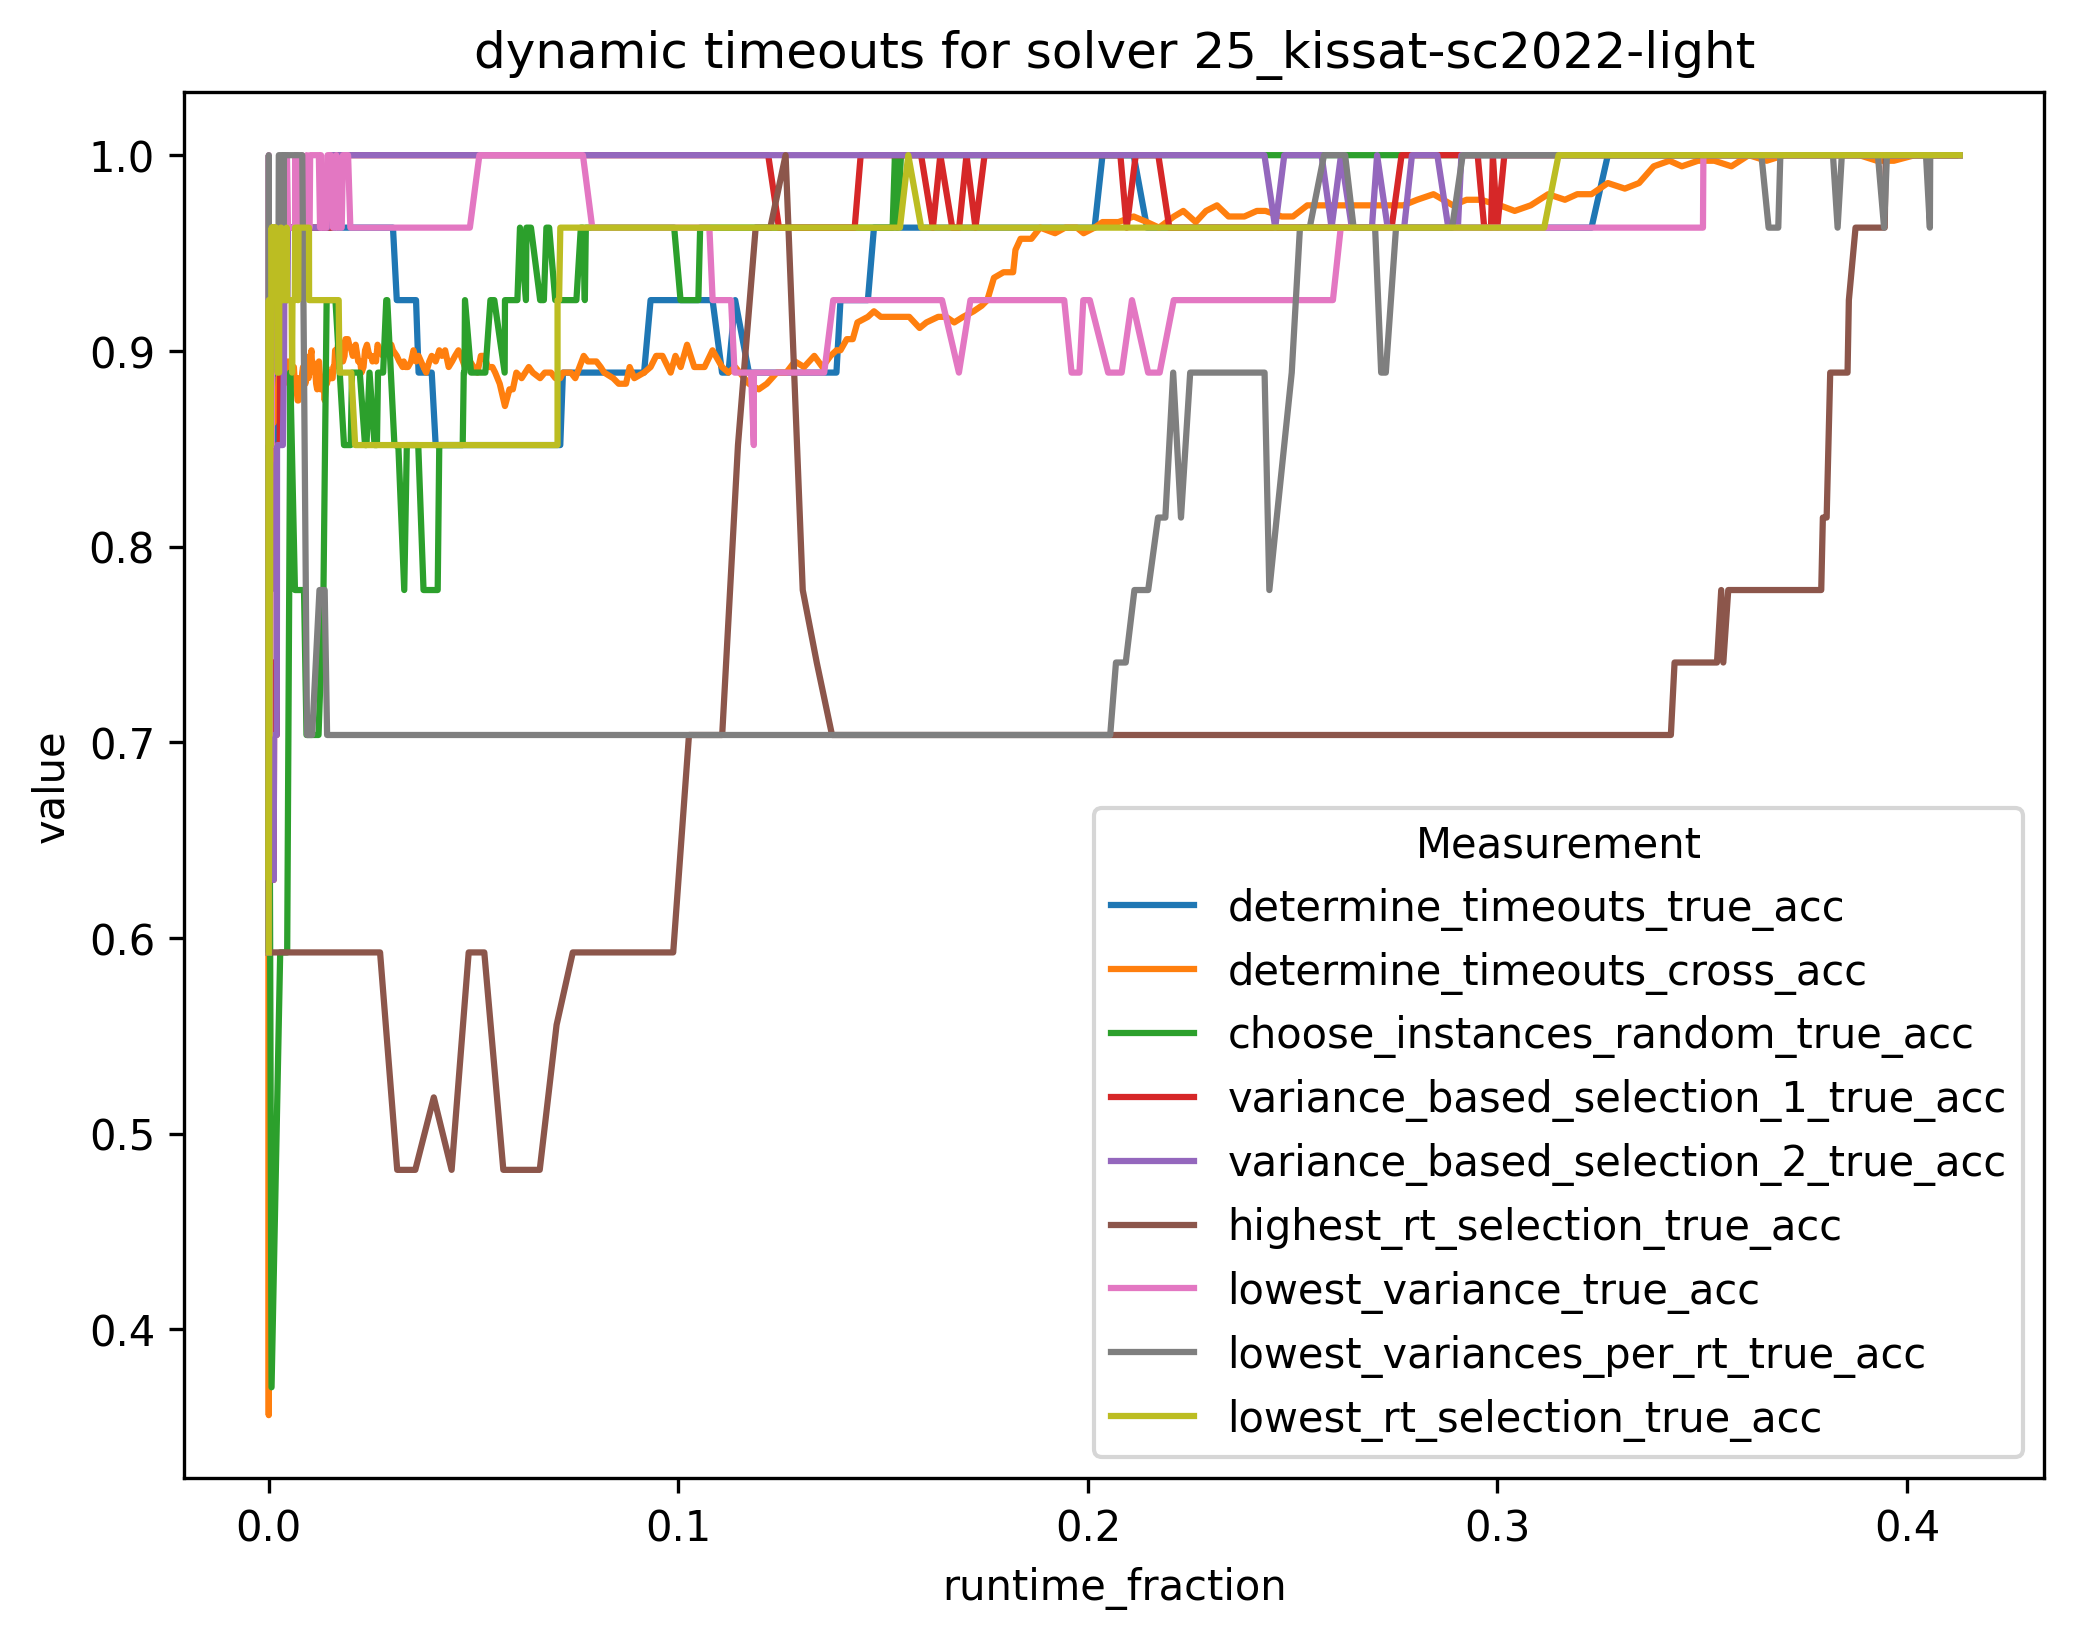 dynamic timeouts for solver 25_kissat-sc2022-light
value
1.0
0.9
0.8
0.7
0.6
0.5
0.4
0.0 0.1 0.2 0.3 0.4
runtime_fraction
Measurement
determine_timeouts_true_acc
determine_timeouts_cross_acc
choose_instances_random_true_acc
variance_based_selection_1_true_acc
variance_based_selection_2_true_acc
highest_rt_selection_true_acc
lowest_variance_true_acc
lowest_variances_per_rt_true_acc
lowest_rt_selection_true_acc